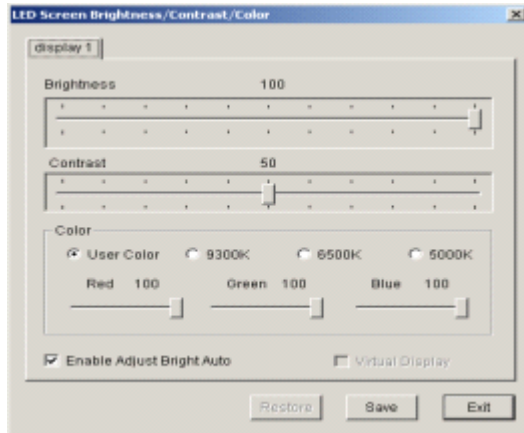 LED Screen Brightness/Contrast/Color
display 1
Brightness 100
Contrast 50
Color
User Color 9300K 6500K 5000K
Red 100 Green 100 Blue 100
Enable Adjust Bright Auto Virtual Display
Restore Save Exit